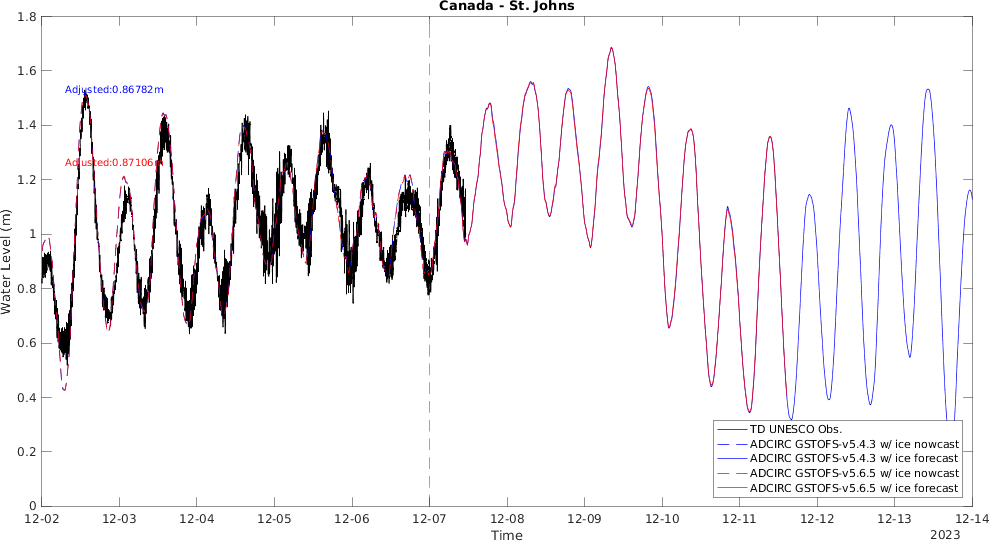 Canada - St. Johns
1.8
1.6
1.4
1.2
1
0.8
0.6
0.4
0.2
0
Water Level (m)
Adjusted:0.86782m
Adjusted:0.87106m
TD UNESCO Obs.
ADCIRC GSTOFS-v5.4.3 w/ ice nowcast
ADCIRC GSTOFS-v5.4.3 w/ ice forecast
ADCIRC GSTOFS-v5.6.5 w/ ice nowcast
ADCIRC GSTOFS-v5.6.5 w/ ice forecast
12-02 12-03 12-04 12-05 12-06 12-07 12-08 12-09 12-10 12-11 12-12 12-13 12-14
Time
2023